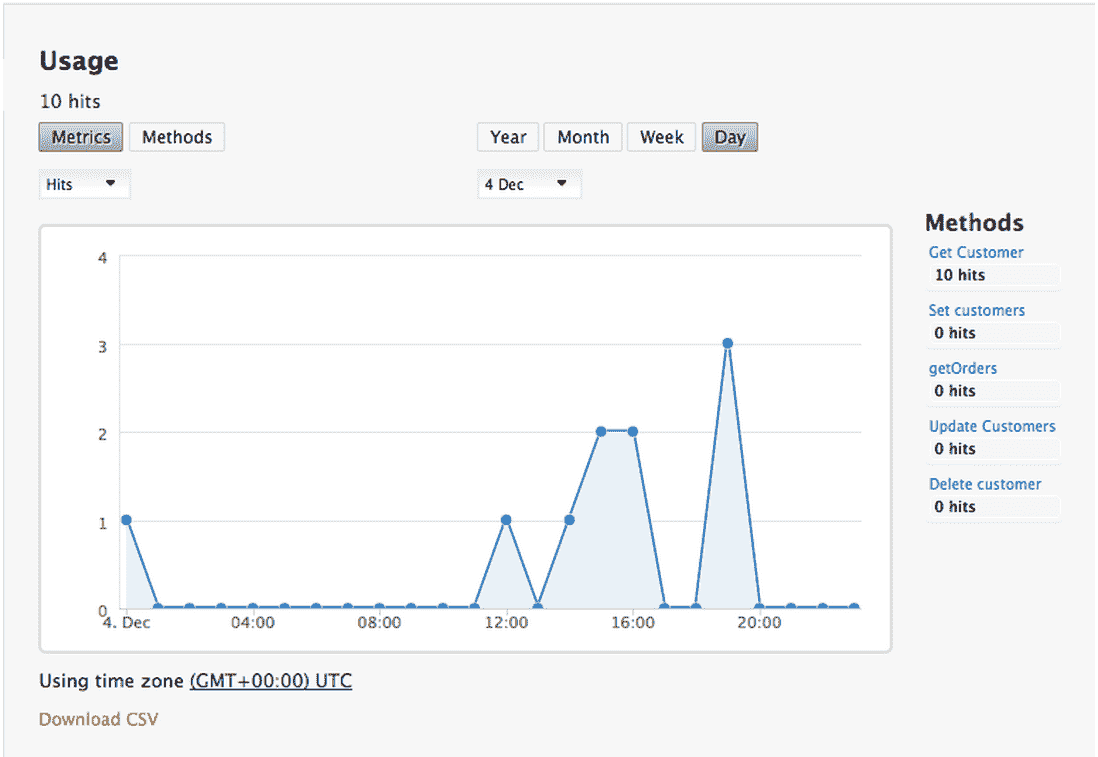 Usage
10 hits
Metrics Methods Year Month Week Day
Hits 4 Dec
Methods
Get Customer
10 hits
Set customers
0 hits
getOrders
0 hits
Update Customers
0 hits
Delete customer
0 hits
4
3
2
1
0
4. Dec 04:00 08:00 12:00 16:00 20:00
Using time zone (GMT+00:00) UTC
Download CSV